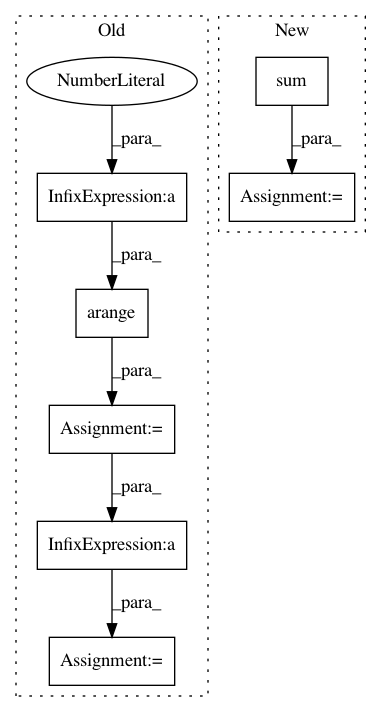 Old
New
NumberLiteral
sum
_para_
_para_
InfixExpression:a
Assignment:=
_para_
arange
_para_
Assignment:=
_para_
InfixExpression:a
_para_
Assignment:=